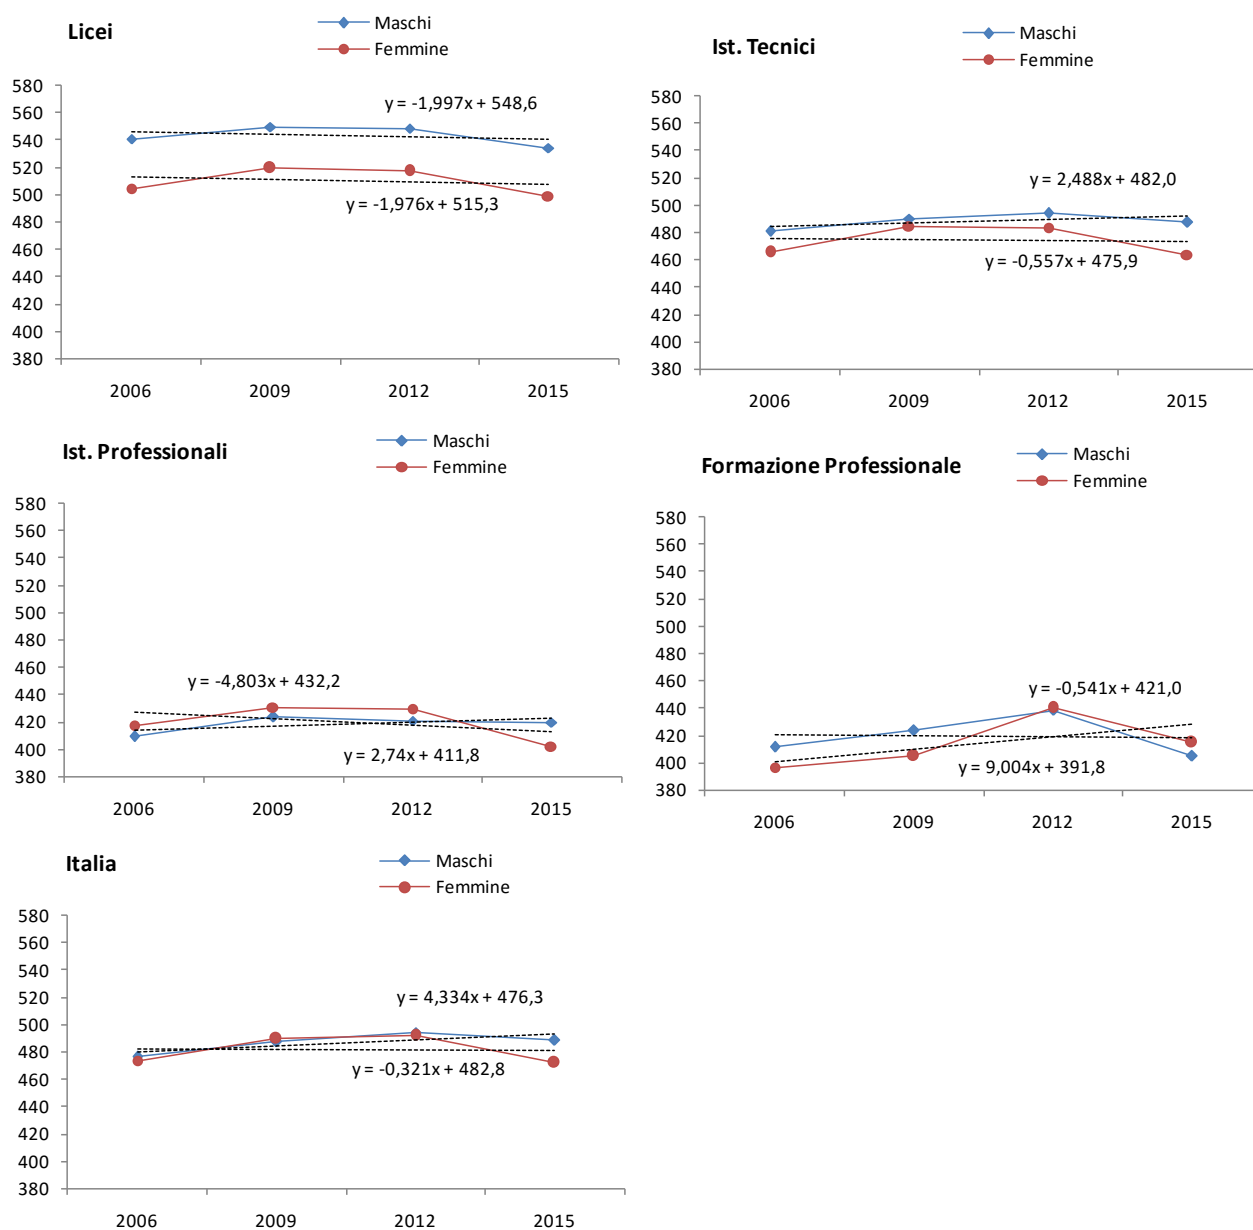 Licei
Maschi
Femmine
580
560
540
520
500
480
460
440
420
400
380
y = -1,997x + 548,6
y = -1,976x + 515,3
2006 2009 2012 2015
Ist. Tecnici
Maschi
Femmine
580
560
540
520
500
480
460
440
420
400
380
y = 2,488x + 482,0
y = -0,557x + 475,9
2006 2009 2012 2015
Ist. Professionali
Maschi
Femmine
580
560
540
520
500
480
460
440
420
400
380
y = -4,803x + 432,2
y = 2,74x + 411,8
2006 2009 2012 2015
Formazione Professionale
Maschi
Femmine
580
560
540
520
500
480
460
440
420
400
380
y = -0,541x + 421,0
y = 9,004x + 391,8
2006 2009 2012 2015
Italia
Maschi
Femmine
580
560
540
520
500
480
460
440
420
400
380
y = 4,334x + 476,3
y = -0,321x + 482,8
2006 2009 2012 2015